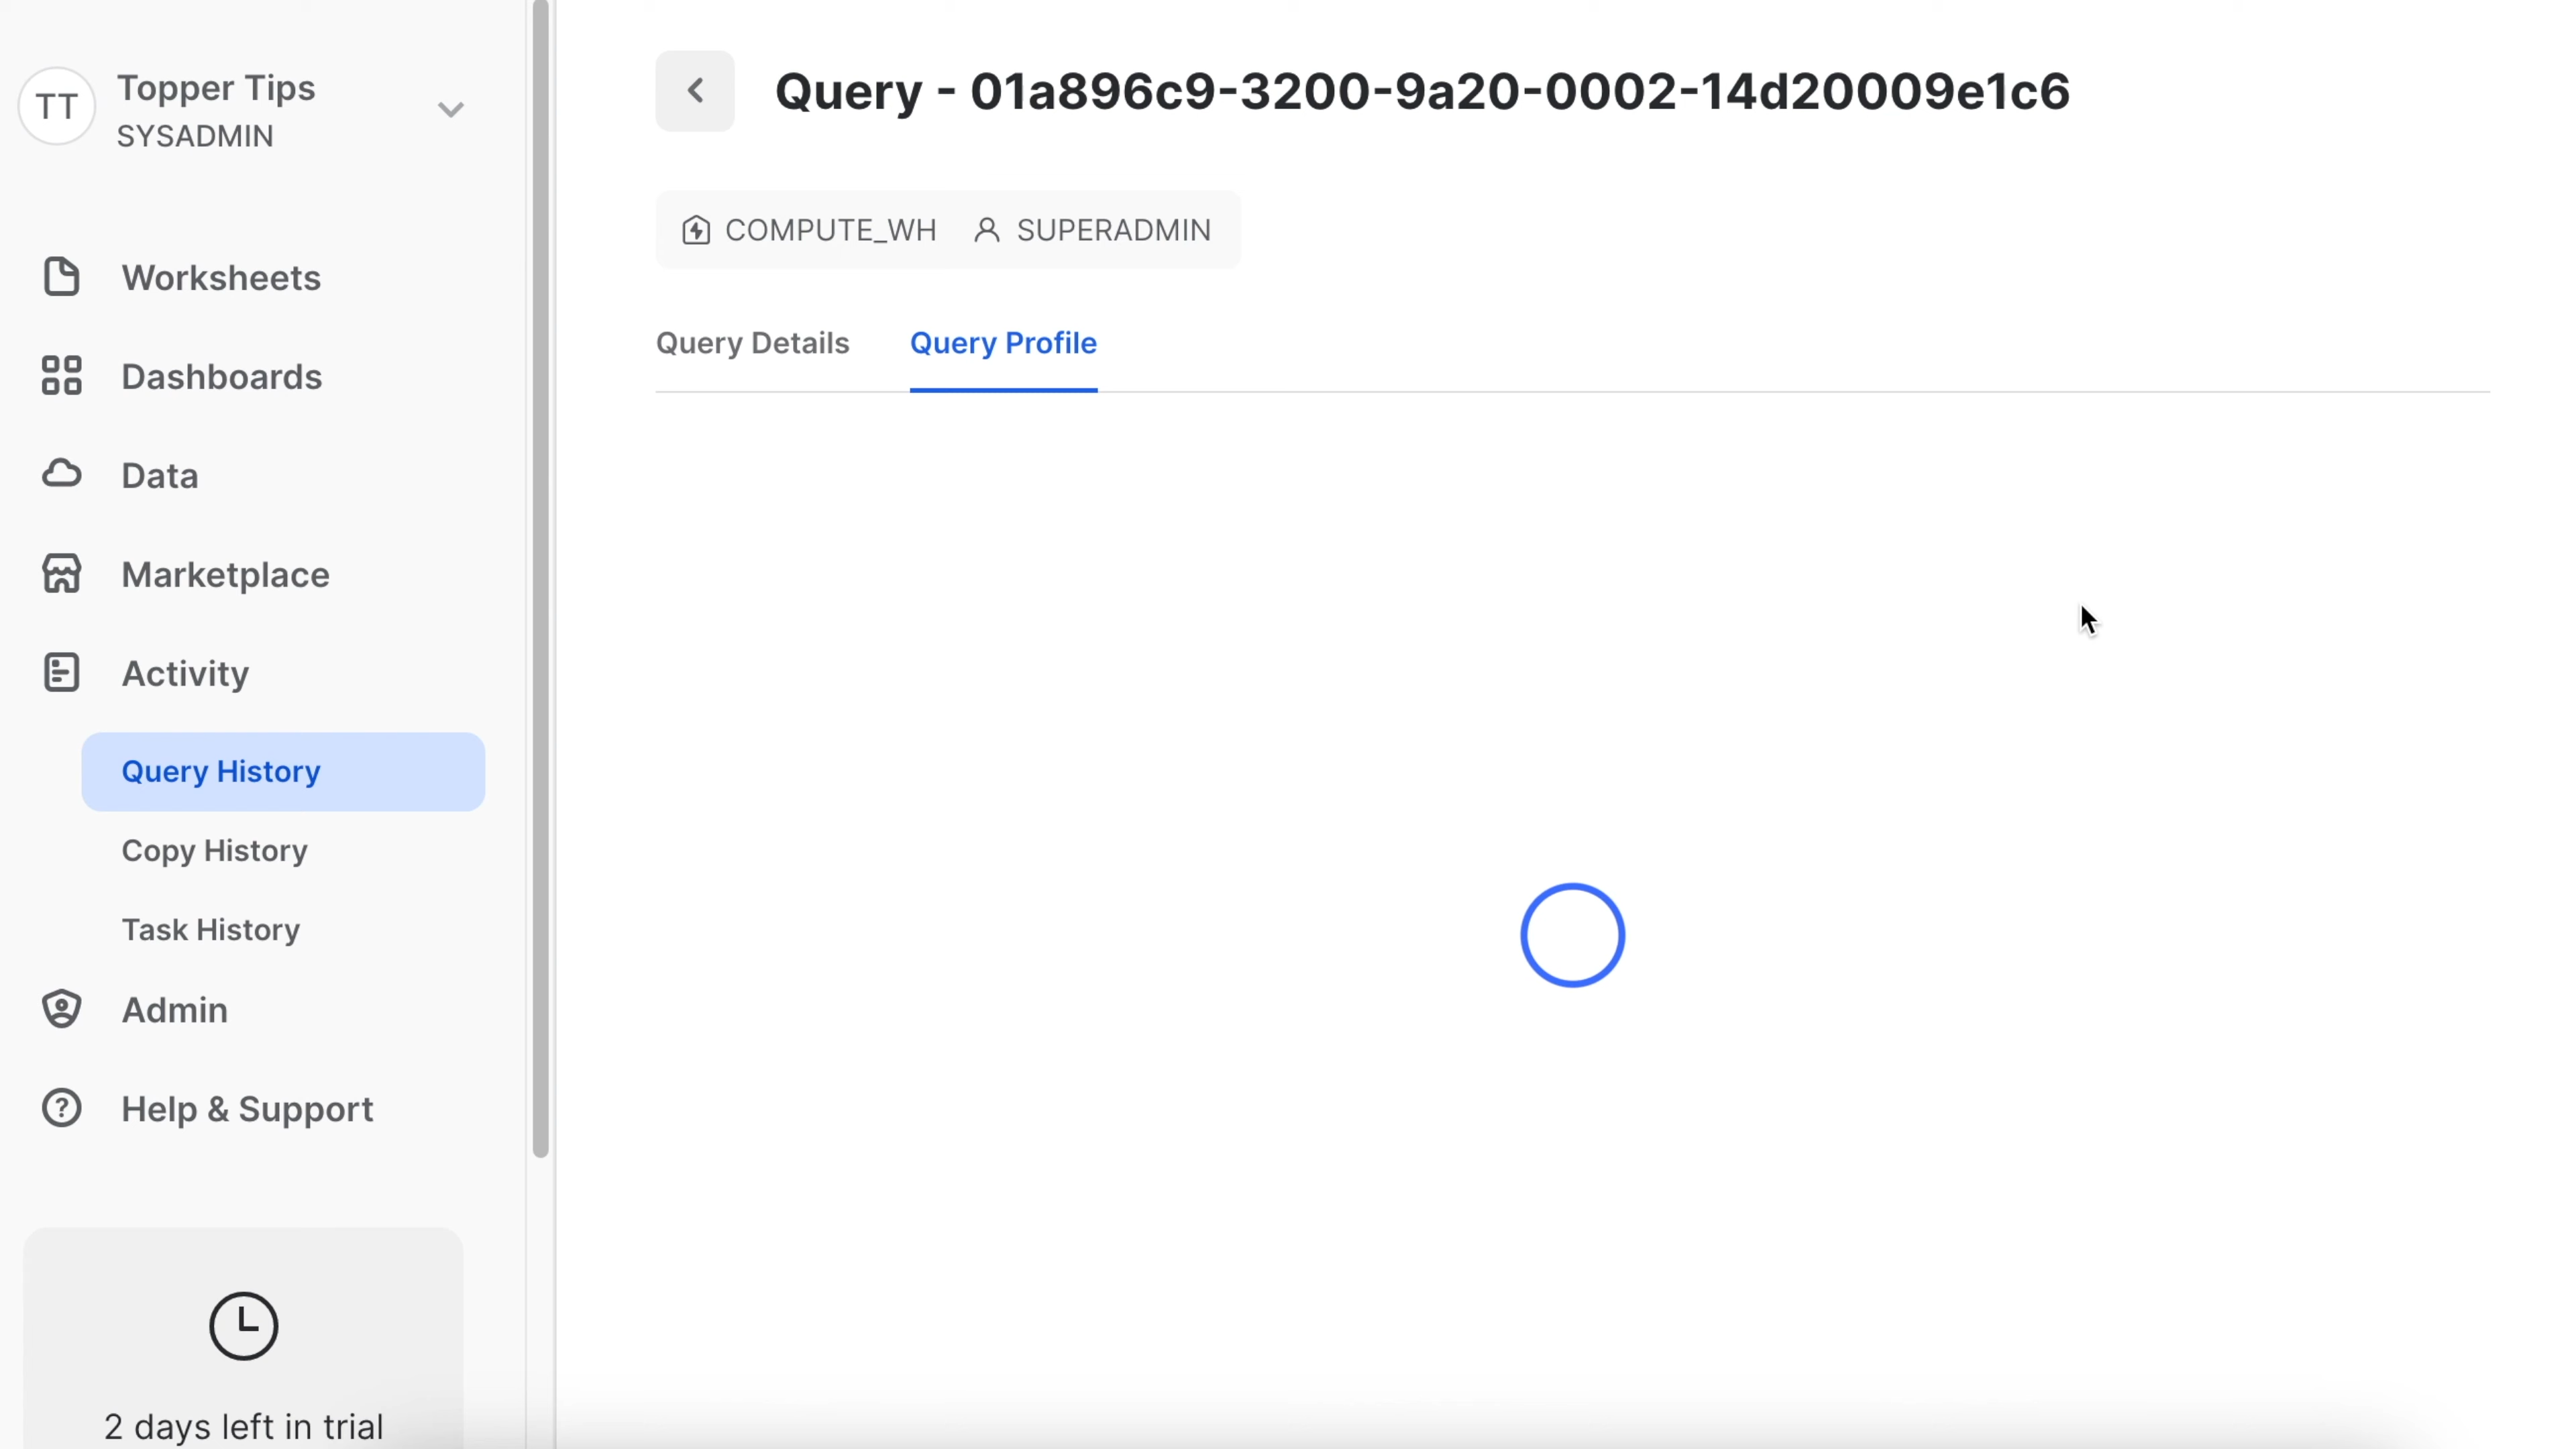 TT
Topper Tips
SYSADMIN
Worksheets
Dashboards
Data
Marketplace
Activity
Query History
Copy History
Task History
Admin
Help & Support
2 days left in trial
Query - 01a896c9-3200-9a20-0002-14d20009e1c6
COMPUTE_WH SUPERADMIN
Query Details Query Profile